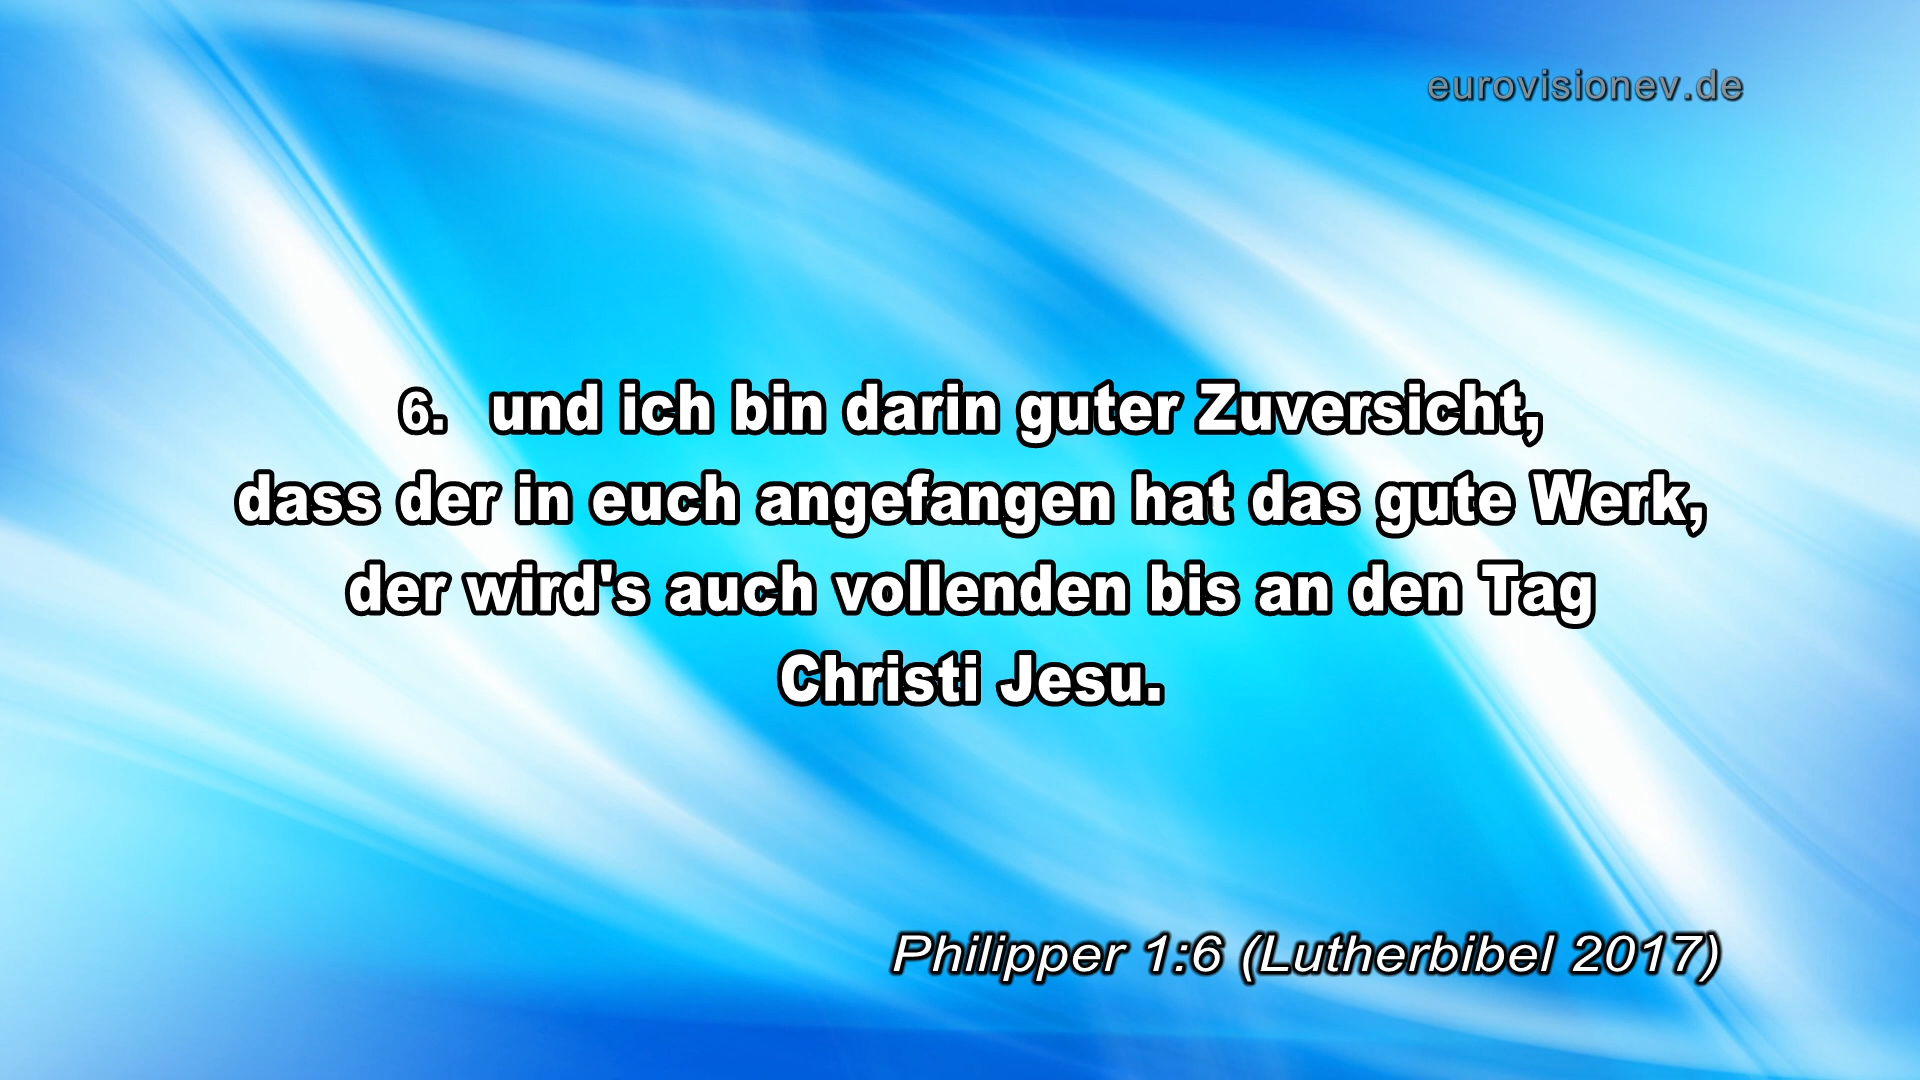 eurovisionev.de
6. und ich bin darin guter Zuversicht,
dass der in euch angefangen hat das gute Werk,
der wird's auch vollenden bis an den Tag
Christi Jesu.
Philipper 1:6 (Lutherbibel 2017)